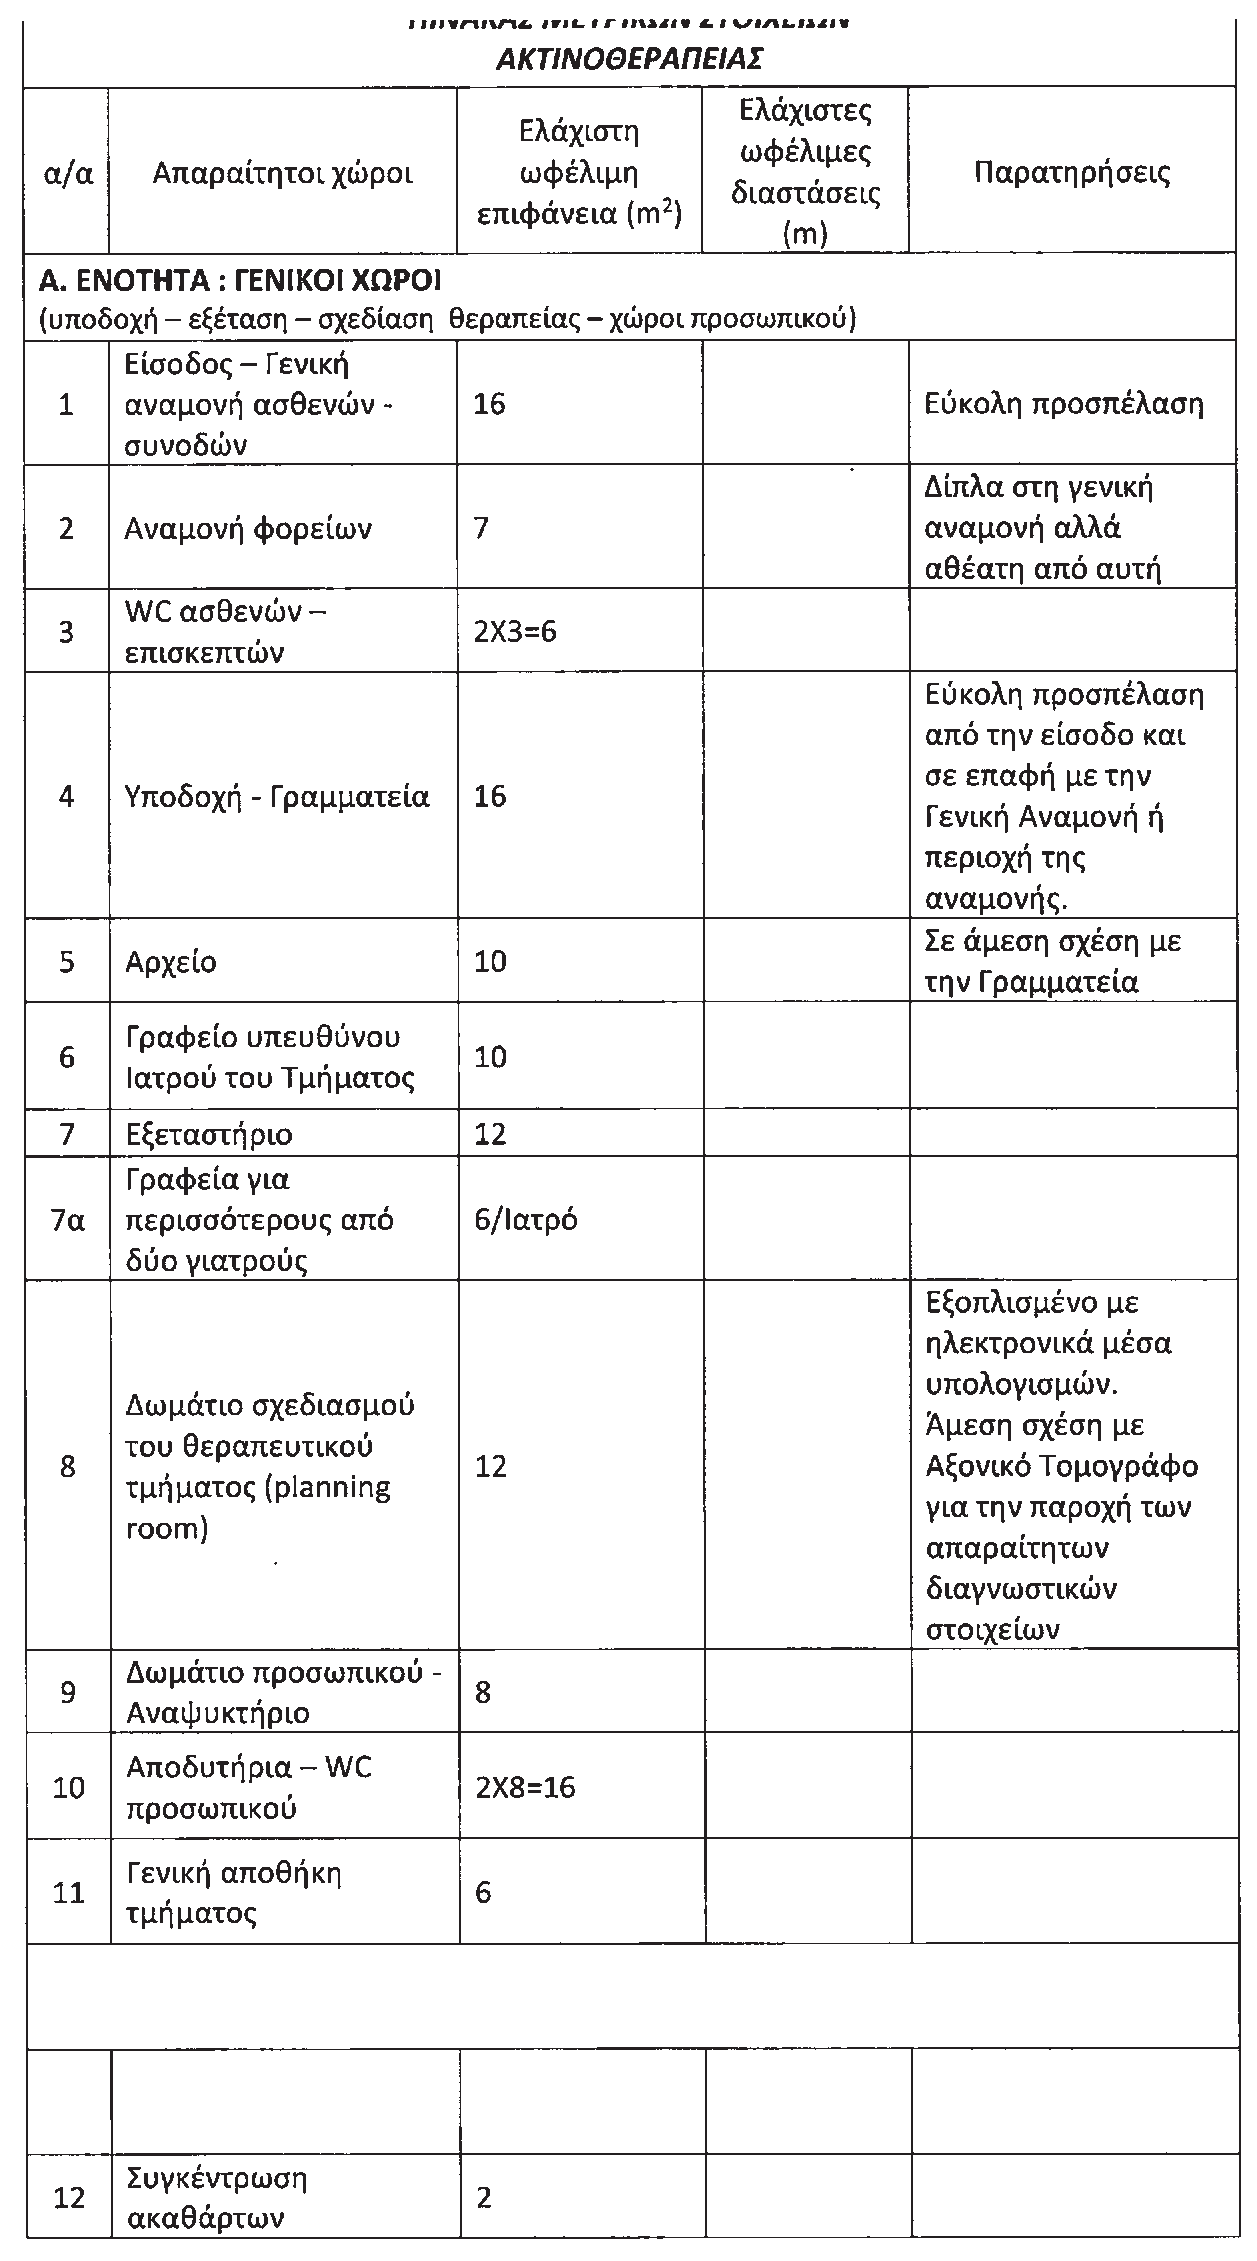 ΠΙΝΑΚΑΣ ΜΕΤΡΙΚΩΝ ΣΤΟΙΧΕΙΩΝ
ΑΚΤΙΝΟΘΕΡΑΠΕΙΑΣ
α/α
Απαραίτητοι χώροι
Ελάχιστη
ωφέλιμη
επιφάνεια (m²)
Ελάχιστες
ωφέλιμες
διαστάσεις
(m)
Παρατηρήσεις
Α. ΕΝΟΤΗΤΑ : ΓΕΝΙΚΟΙ ΧΩΡΟΙ
(υποδοχή – εξέταση – σχεδίαση θεραπείας – χώροι προσωπικού)
1
Είσοδος – Γενική
αναμονή ασθενών -
συνοδών
16
Εύκολη προσπέλαση
2
Αναμονή φορείων
7
Δίπλα στη γενική
αναμονή αλλά
αθέατη από αυτή
3
WC ασθενών –
επισκεπτών
2Χ3=6
4
Υποδοχή - Γραμματεία
16
Εύκολη προσπέλαση
από την είσοδο και
σε επαφή με την
Γενική Αναμονή ή
περιοχή της
αναμονής.
5
Αρχείο
10
Σε άμεση σχέση με
την Γραμματεία
6
Γραφείο υπευθύνου
Ιατρού του Τμήματος
10
7
Εξεταστήριο
12
7α
Γραφεία για
περισσότερους από
δύο γιατρούς
6/Ιατρό
8
Δωμάτιο σχεδιασμού
του θεραπευτικού
τμήματος (planning
room)
12
Εξοπλισμένο με
ηλεκτρονικά μέσα
υπολογισμών.
Άμεση σχέση με
Αξονικό Τομογράφο
για την παροχή των
απαραίτητων
διαγνωστικών
στοιχείων
9
Δωμάτιο προσωπικού -
Αναψυκτήριο
8
10
Αποδυτήρια – WC
προσωπικού
2Χ8=16
11
Γενική αποθήκη
τμήματος
6
12
Συγκέντρωση
ακαθάρτων
2